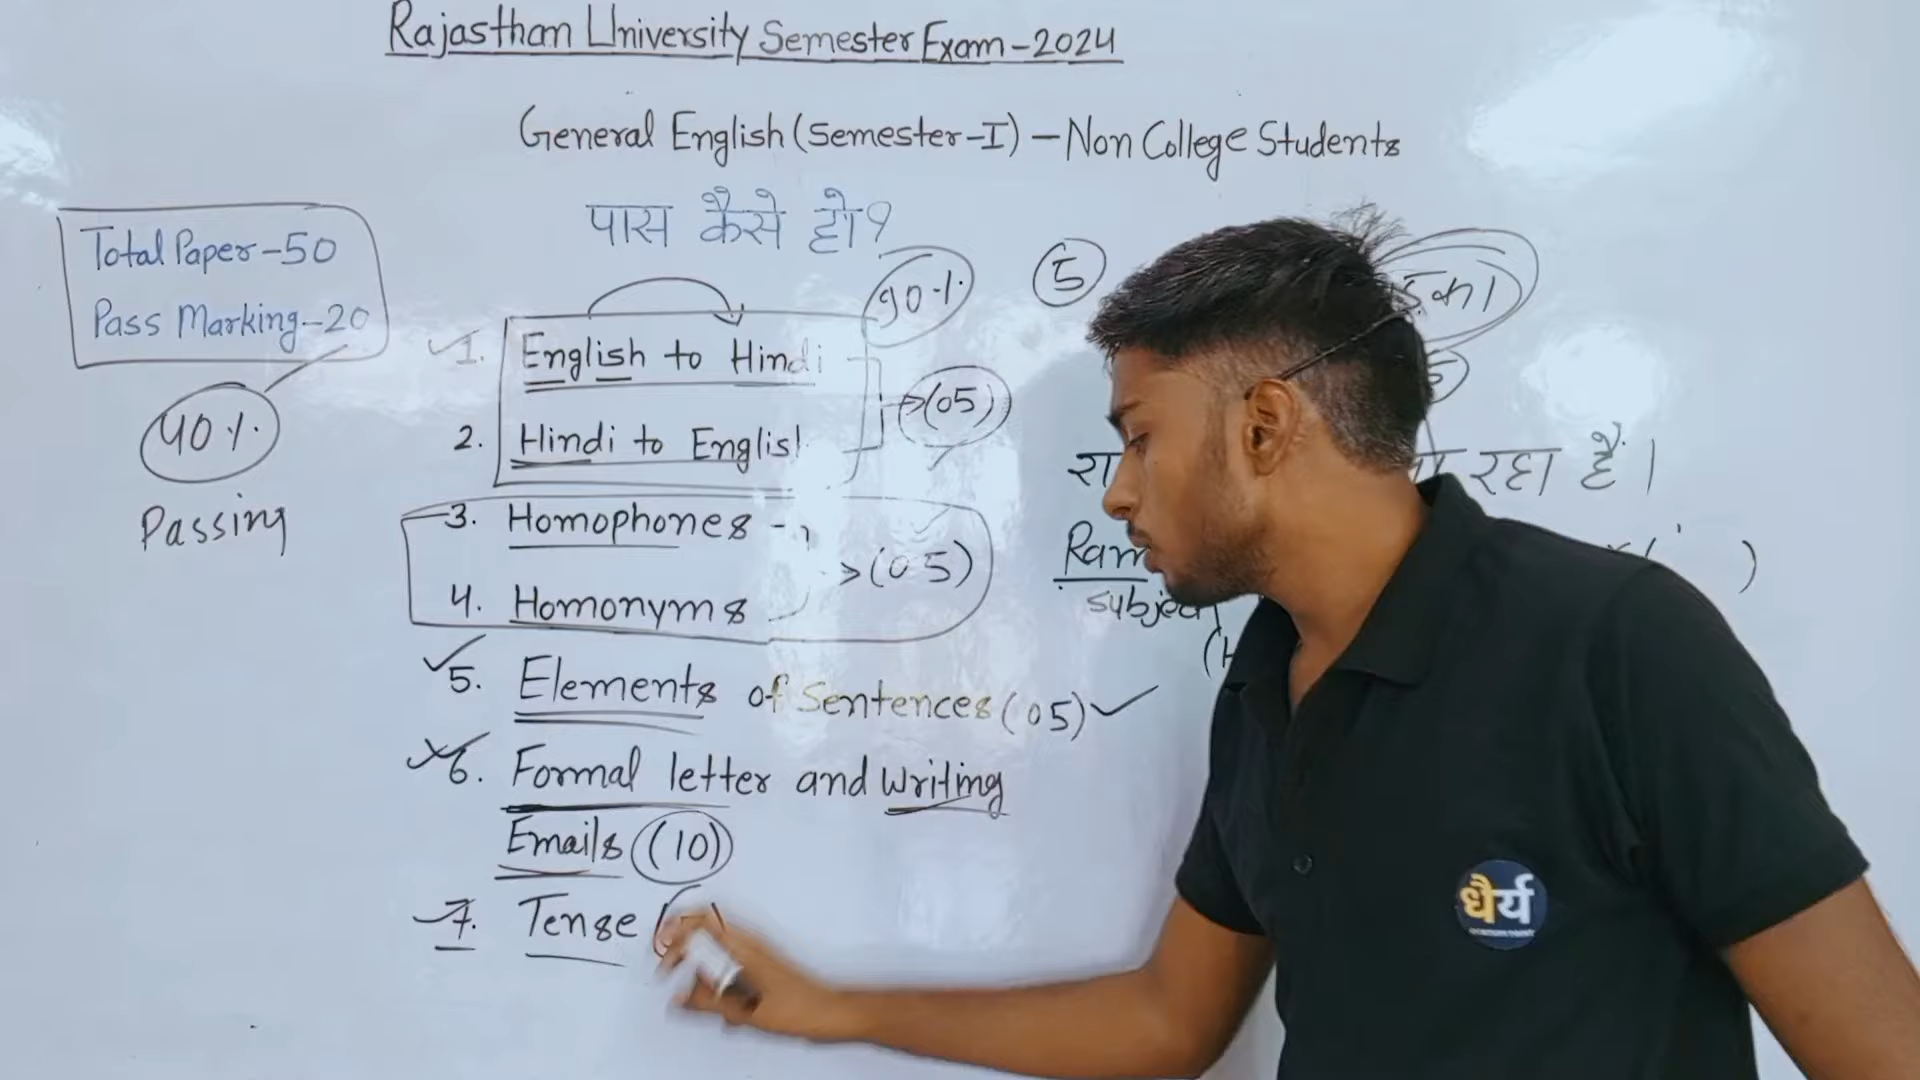 Rajasthan University Semester Exam-2024
General English (Semester-I) - Non College Students
पास कैसे हो?
Total Paper-50
Pass Marking-20
40%
Passing
90%
1. English to Hindi
2. Hindi to English
(05)
3. Homophones -
4. Homonyms
(05)
5. Elements of Sentences (05)
6. Formal letter and Writing
Emails (10)
7. Tense
5
रहा है।
Ram
subject
धैर्य